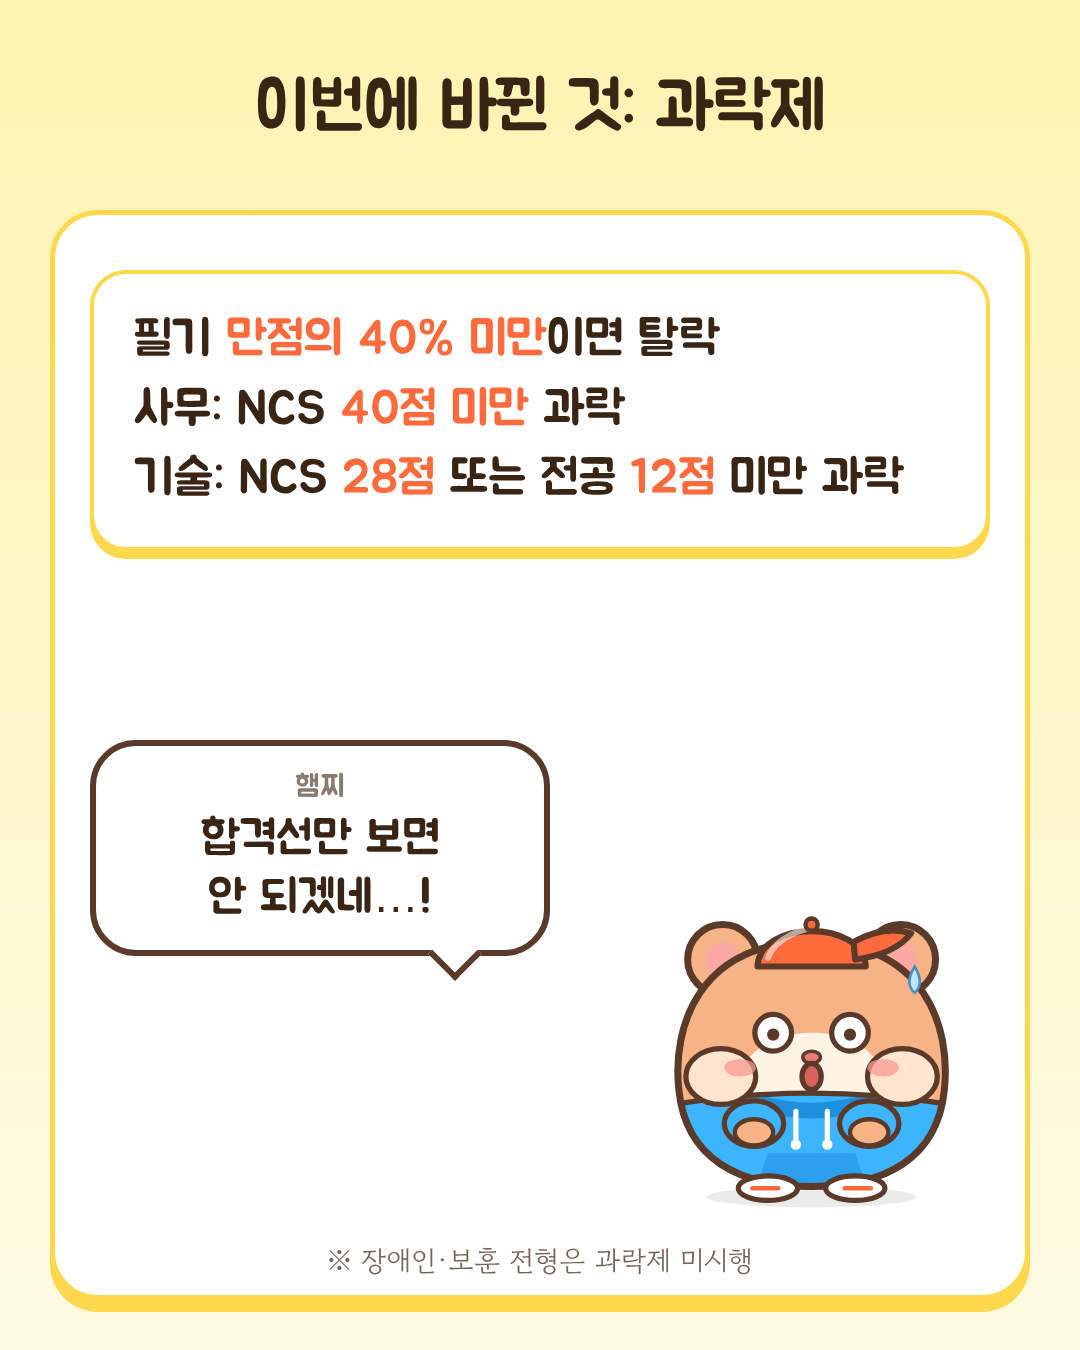 이번에 바뀐 것: 과락제
필기 만점의 40% 미만이면 탈락
사무: NCS 40점 미만 과락
기술: NCS 28점 또는 전공 12점 미만 과락
햄찌
합격선만 보면
안 되겠네...!
※ 장애인·보훈 전형은 과락제 미시행